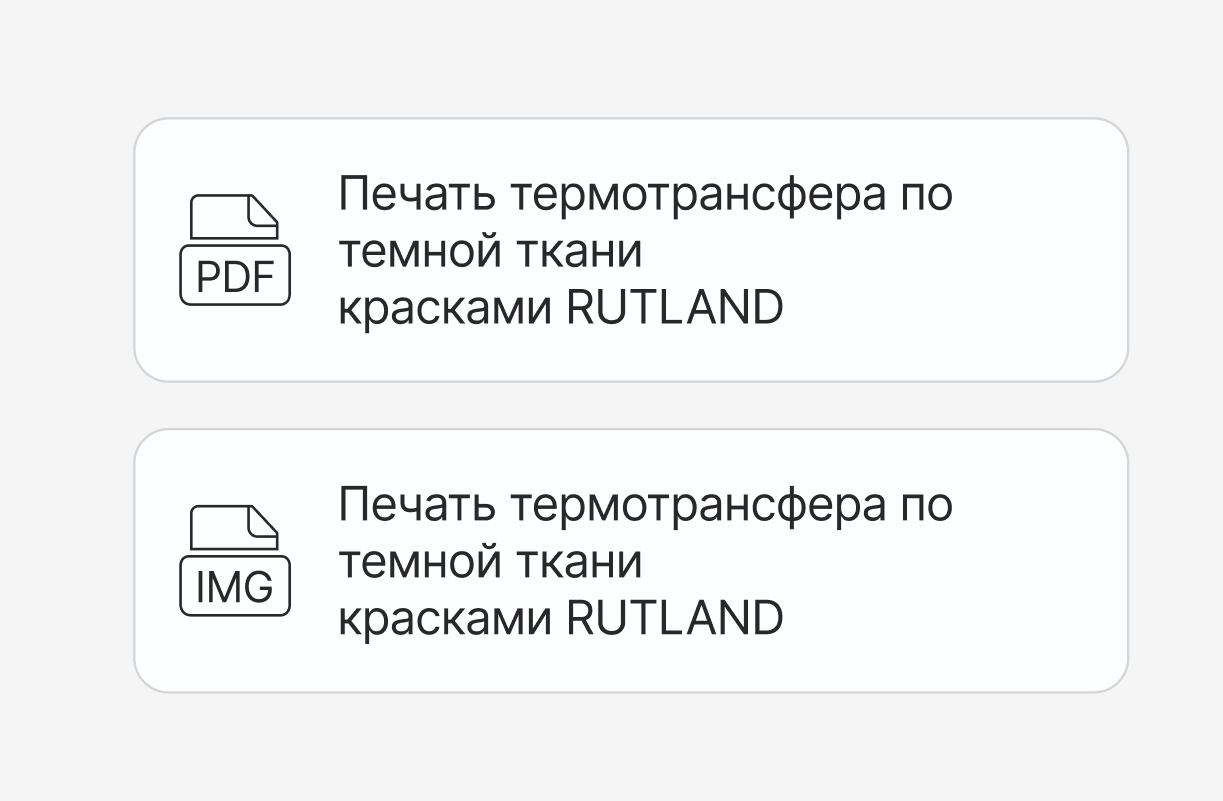 PDF
Печать термотрансфера по
темной ткани
красками RUTLAND
IMG
Печать термотрансфера по
темной ткани
красками RUTLAND